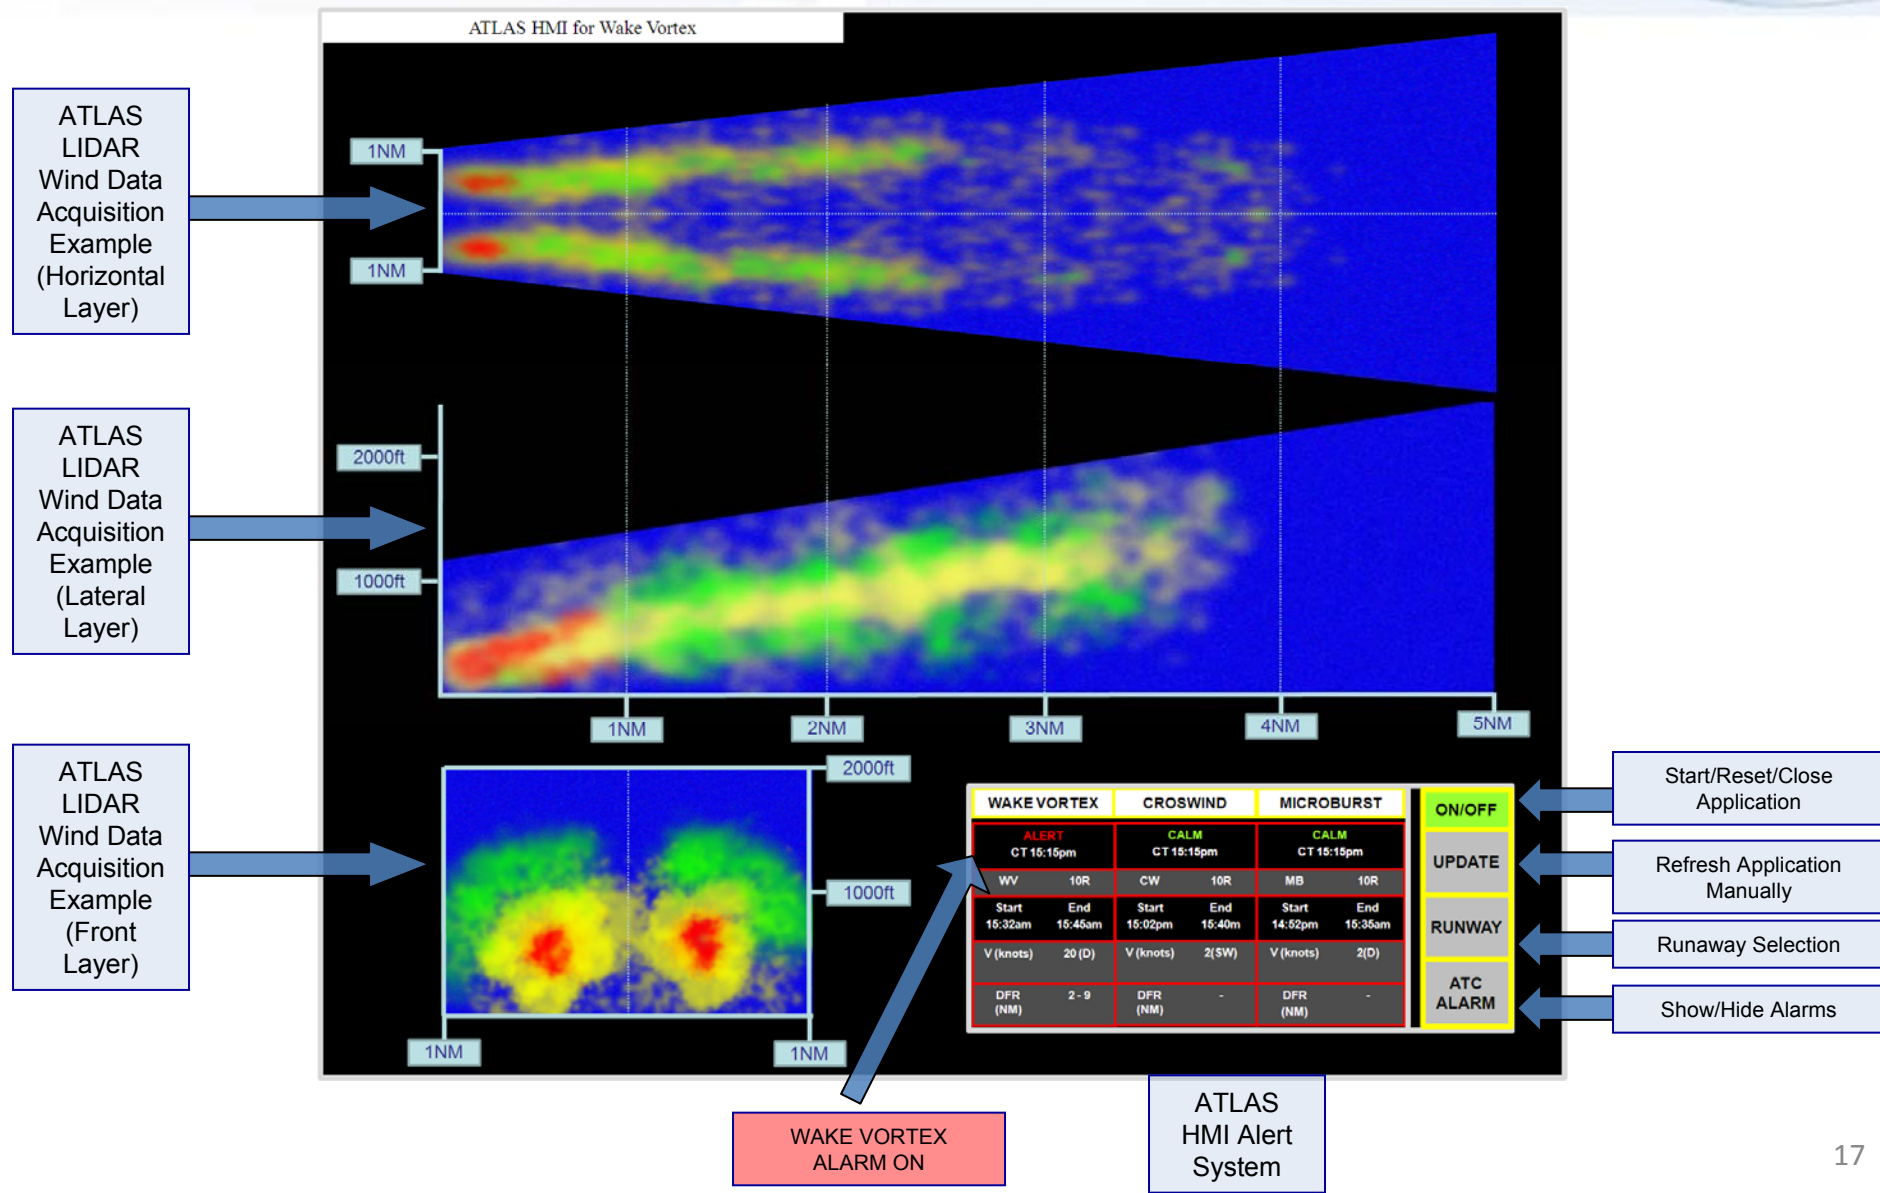 ATLAS HMI for Wake Vortex
ATLAS
LIDAR
Wind Data
Acquisition
Example
(Horizontal
Layer)
1NM
1NM
ATLAS
LIDAR
Wind Data
Acquisition
Example
(Lateral
Layer)
2000ft
1000ft
1NM
2NM
3NM
4NM
5NM
ATLAS
LIDAR
Wind Data
Acquisition
Example
(Front
Layer)
2000ft
1000ft
1NM
1NM
WAKE VORTEX CROSWIND MICROBURST
ALERT CALM CALM
CT 15:15pm CT 15:15pm CT 15:15pm
WV 10R CW 10R MB 10R
Start End Start End Start End
15:32am 15:45am 15:02pm 15:40m 14:52pm 15:35am
V (knots) 20 (D) V (knots) 2(SW) V (knots) 2(D)
DFR 2 - 9 DFR - DFR -
(NM) (NM) (NM)
ON/OFF
UPDATE
RUNWAY
ATC
ALARM
Start/Reset/Close
Application
Refresh Application
Manually
Runaway Selection
Show/Hide Alarms
WAKE VORTEX
ALARM ON
ATLAS
HMI Alert
System
17